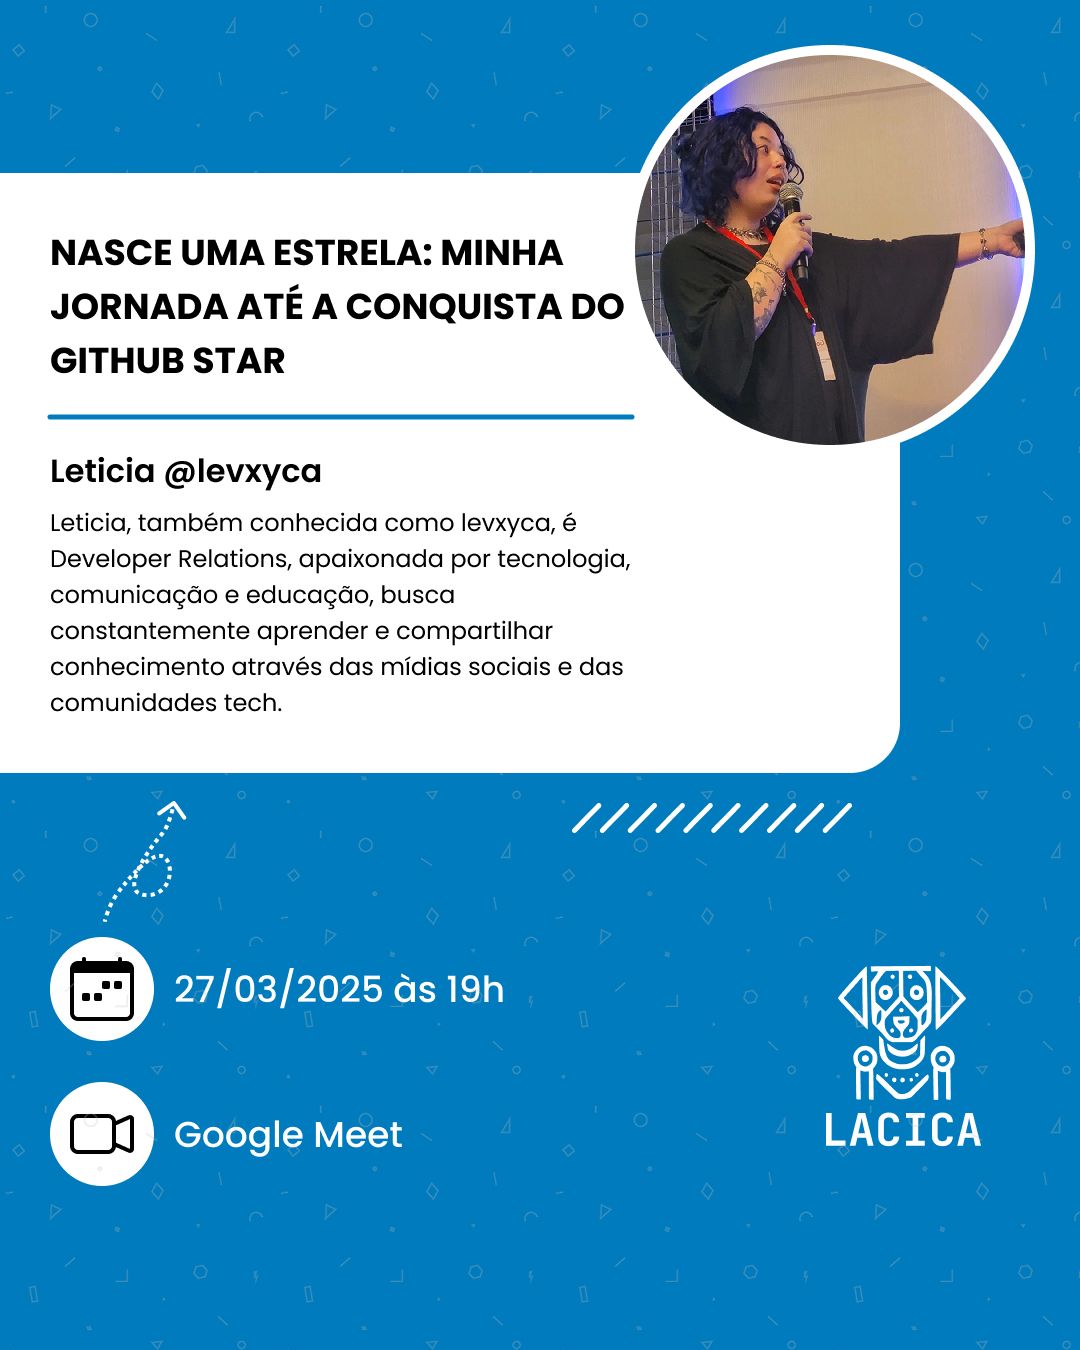 NASCE UMA ESTRELA: MINHA
JORNADA ATÉ A CONQUISTA DO
GITHUB STAR
Leticia @levxyca
Leticia, também conhecida como levxyca, é
Developer Relations, apaixonada por tecnologia,
comunicação e educação, busca
constantemente aprender e compartilhar
conhecimento através das mídias sociais e das
comunidades tech.
27/03/2025 às 19h
Google Meet
LACICA